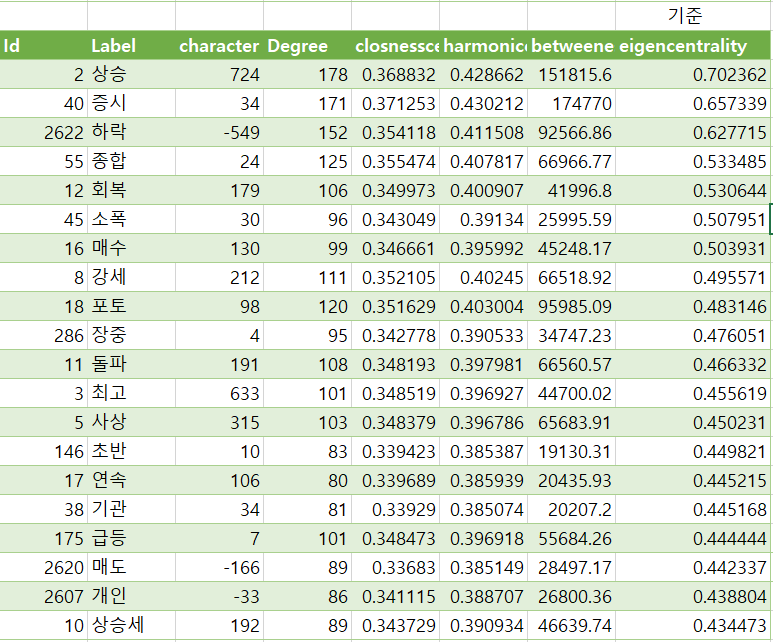 기준
Id Label character Degree closnessce harmonicc betweene eigencentrality
2 상승 724 178 0.368832 0.428662 151815.6 0.702362
40 증시 34 171 0.371253 0.430212 174770 0.657339
2622 하락 -549 152 0.354118 0.411508 92566.86 0.627715
55 종합 24 125 0.355474 0.407817 66966.77 0.533485
12 회복 179 106 0.349973 0.400907 41996.8 0.530644
45 소폭 30 96 0.343049 0.39134 25995.59 0.507951
16 매수 130 99 0.346661 0.395992 45248.17 0.503931
8 강세 212 111 0.352105 0.40245 66518.92 0.495571
18 포토 98 120 0.351629 0.403004 95985.09 0.483146
286 장중 4 95 0.342778 0.390533 34747.23 0.476051
11 돌파 191 108 0.348193 0.397981 66560.57 0.466332
3 최고 633 101 0.348519 0.396927 44700.02 0.455619
5 사상 315 103 0.348379 0.396786 65683.91 0.450231
146 초반 10 83 0.339423 0.385387 19130.31 0.449821
17 연속 106 80 0.339689 0.385939 20435.93 0.445215
38 기관 34 81 0.33929 0.385074 20207.2 0.445168
175 급등 7 101 0.348473 0.396918 55684.26 0.444444
2620 매도 -166 89 0.33683 0.385149 28497.17 0.442337
2607 개인 -33 86 0.341115 0.388707 26800.36 0.438804
10 상승세 192 89 0.343729 0.390934 46639.74 0.434473